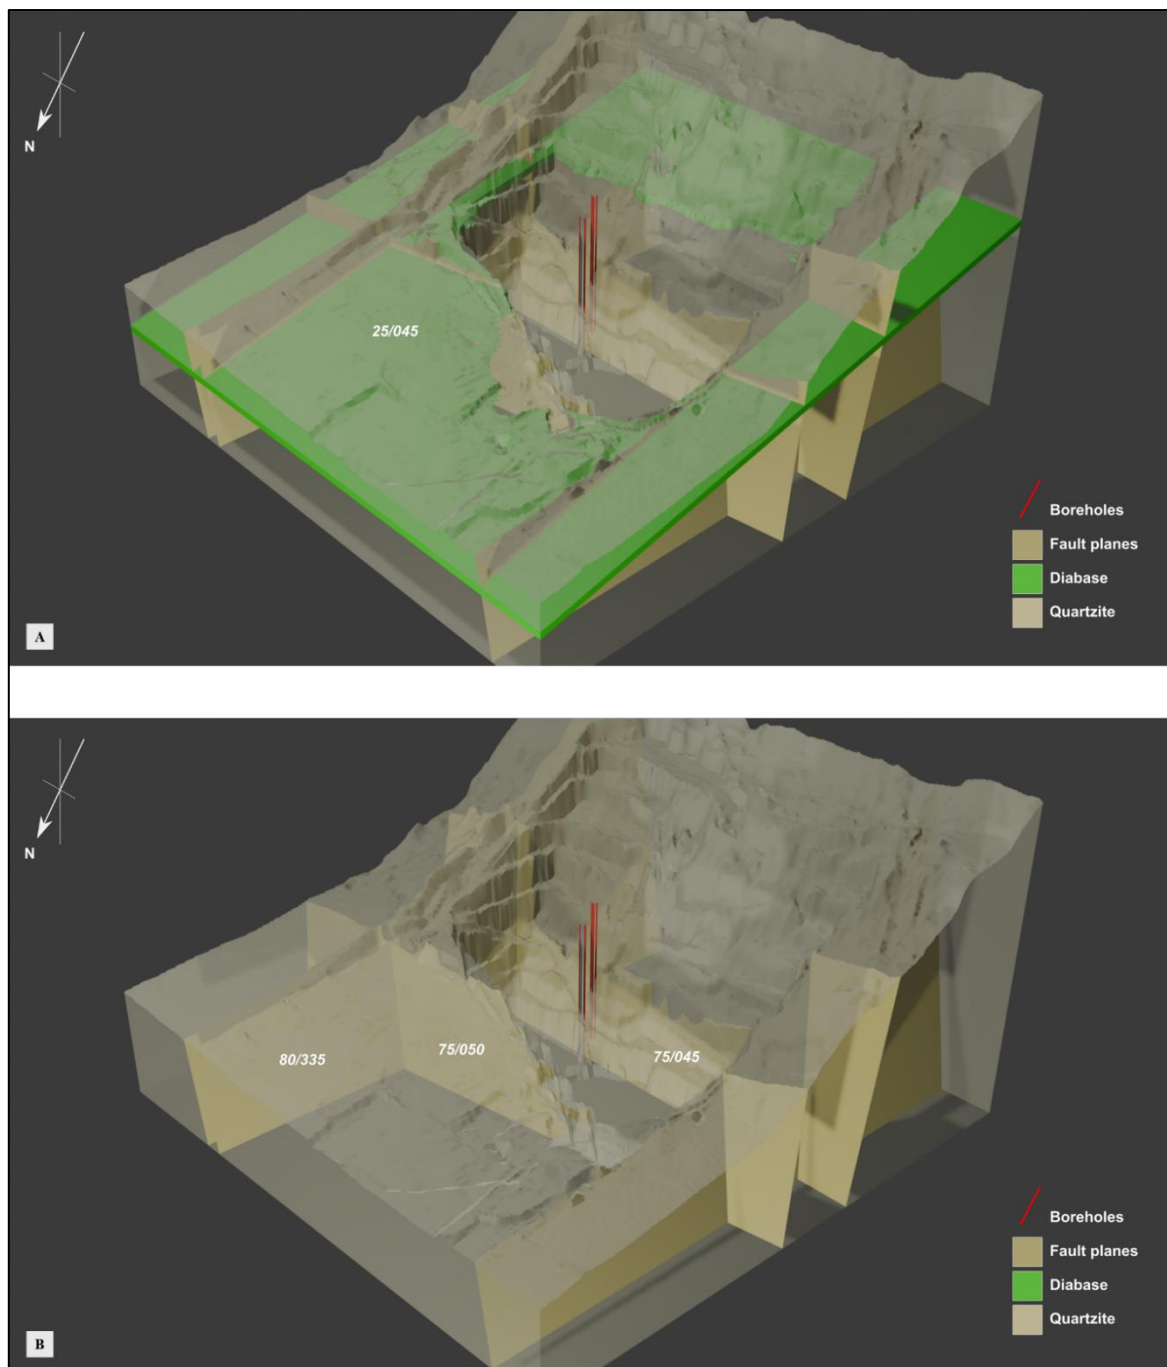 N
25/045
Boreholes
Fault planes
Diabase
Quartzite
A
N
80/335
75/050
75/045
Boreholes
Fault planes
Diabase
Quartzite
B